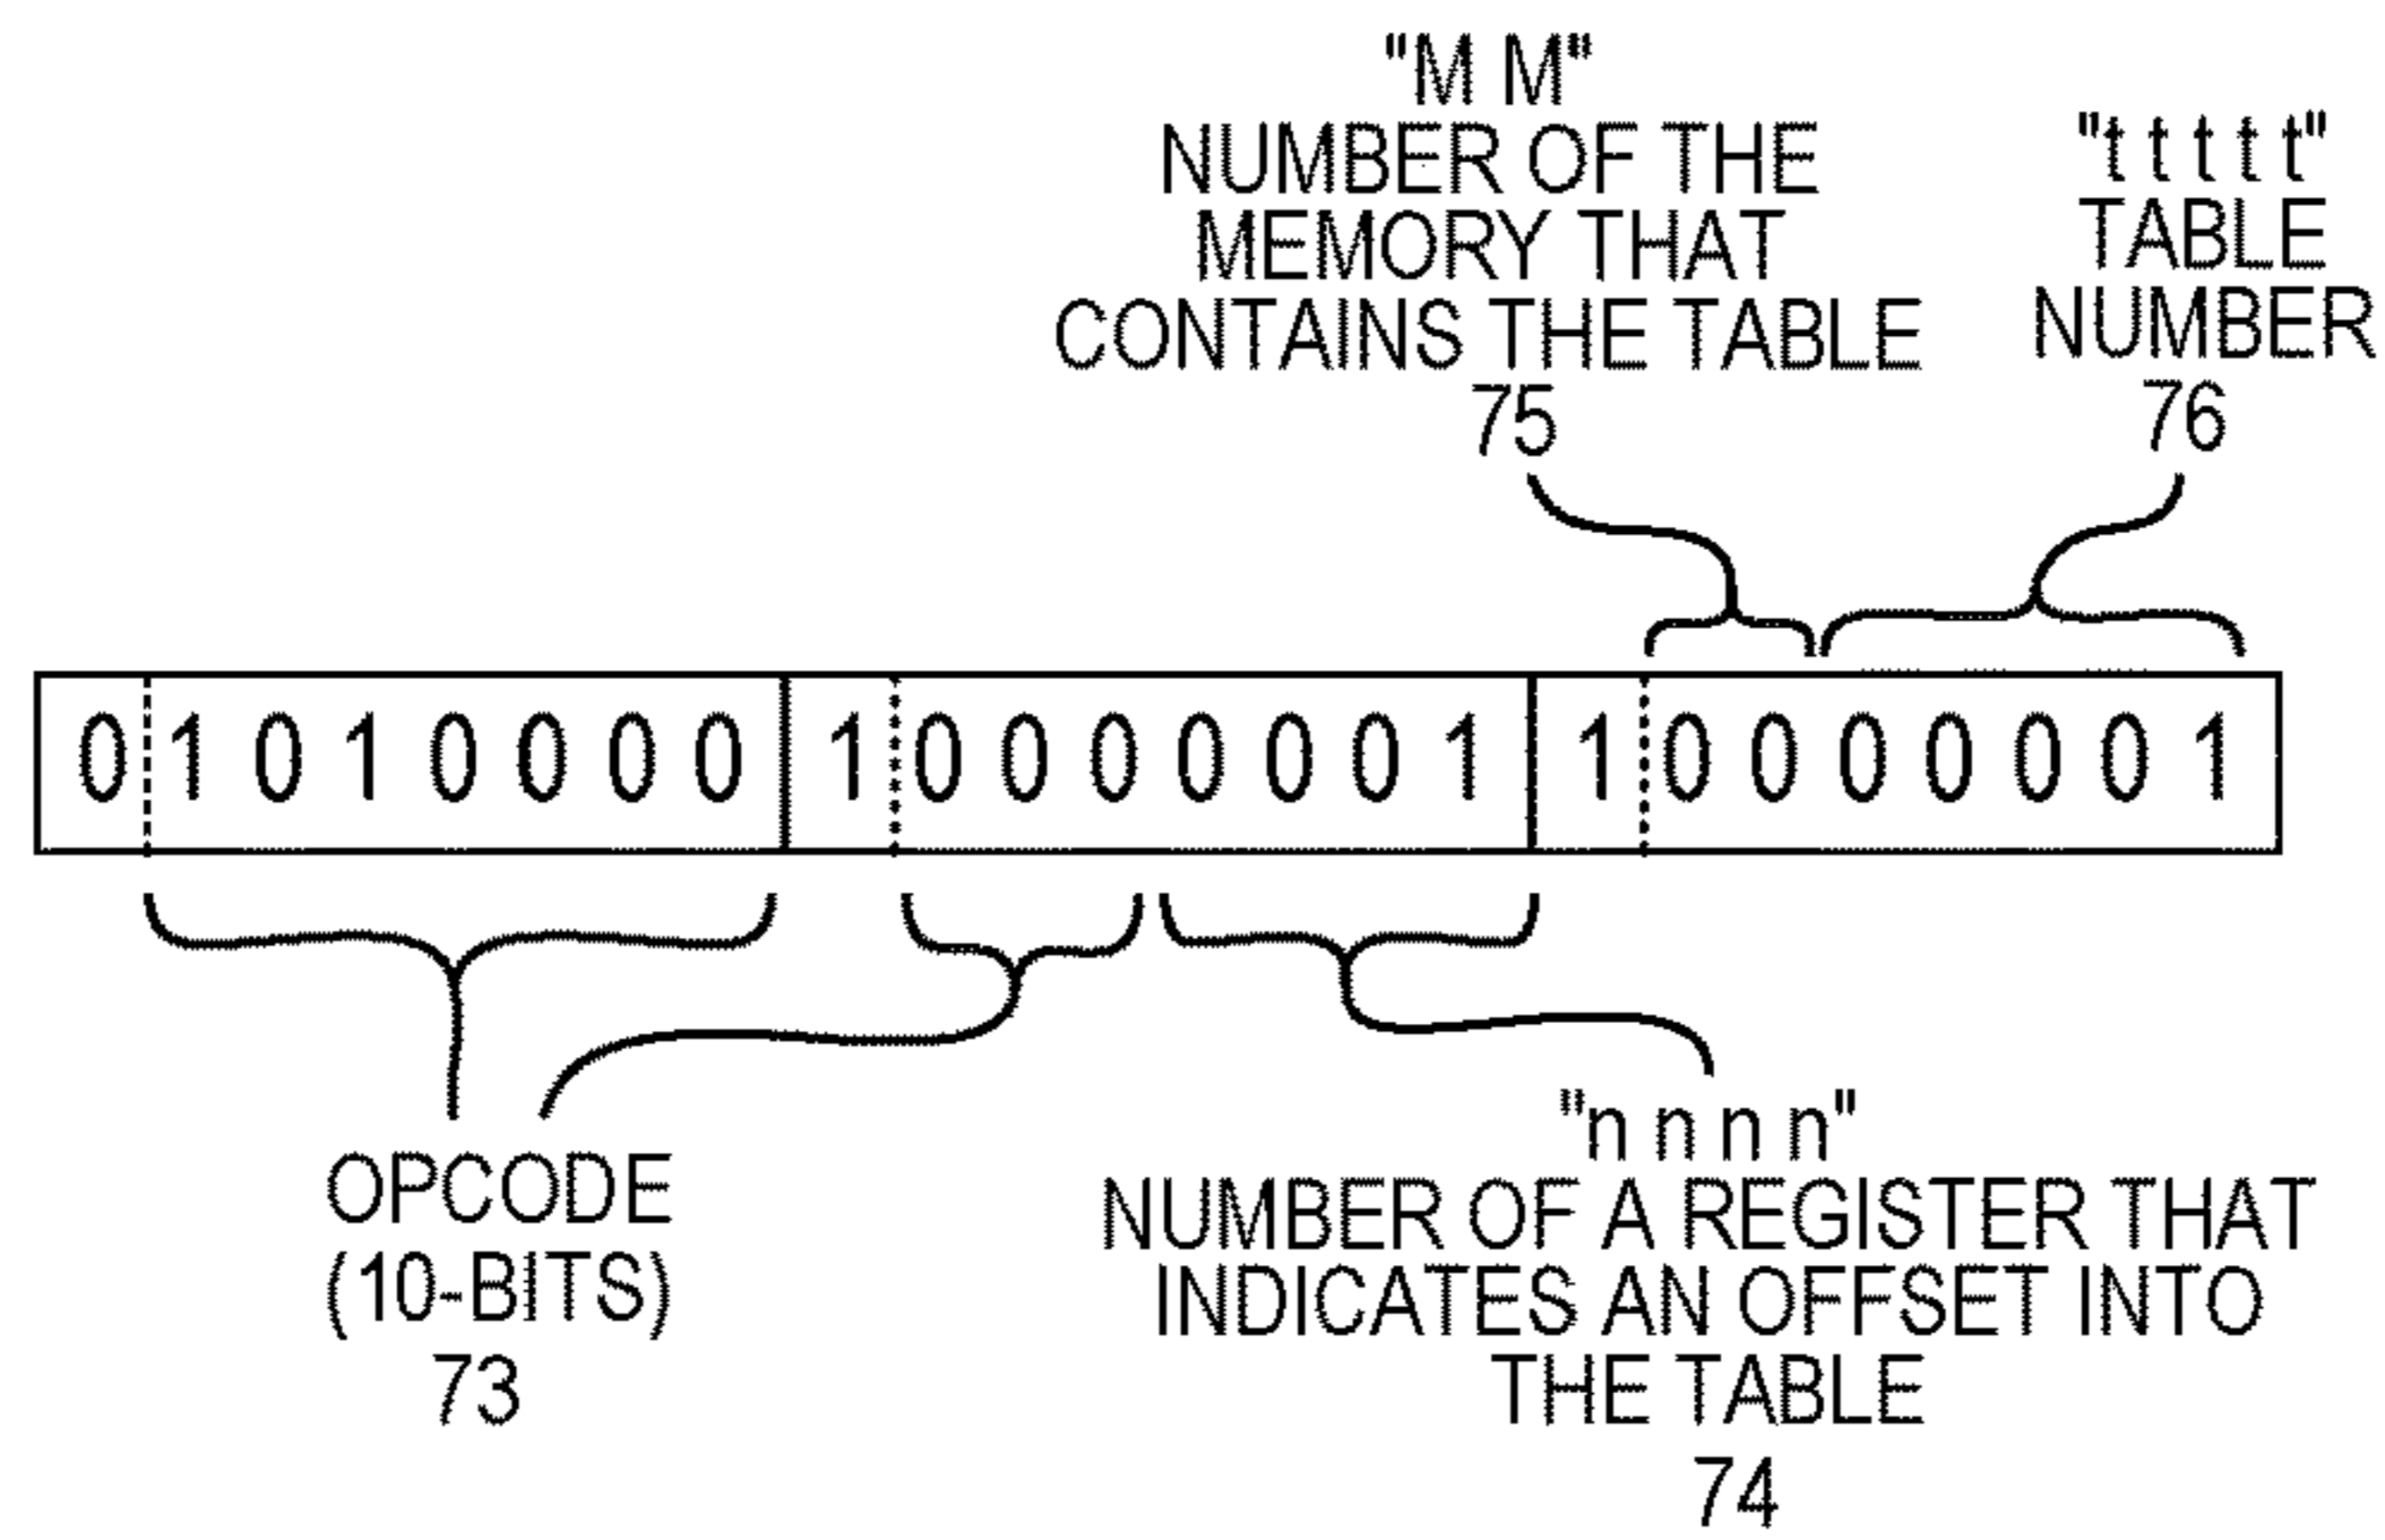 "M M"
NUMBER OF THE
MEMORY THAT
CONTAINS THE TABLE
75
"t t t t t"
TABLE
NUMBER
76
0 1 0 1 0 0 0 0 1 0 0 0 0 0 0 1 1 0 0 0 0 0 0 1
OPCODE
(10-BITS)
73
"n n n n"
NUMBER OF A REGISTER THAT
INDICATES AN OFFSET INTO
THE TABLE
74